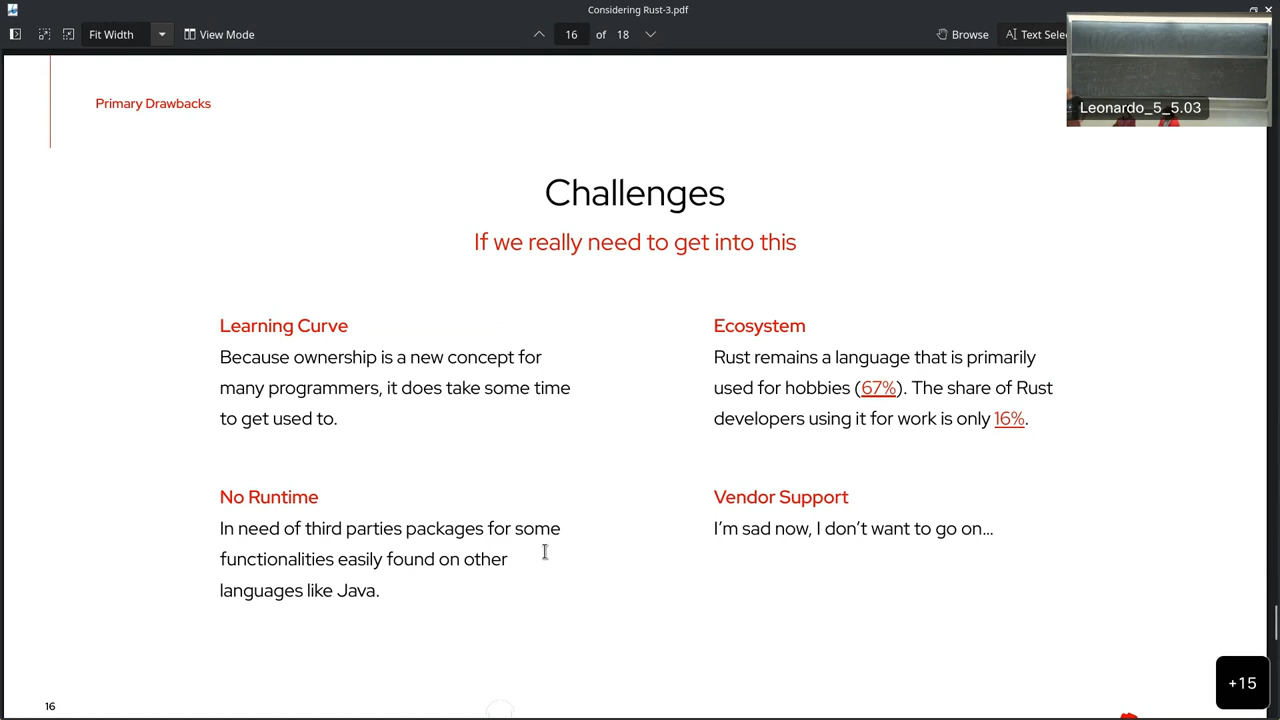 Considering Rust-3.pdf
Fit Width
View Mode
16 of 18
Browse
Text Selec
Leonardo_5_5.03
Primary Drawbacks
Challenges
If we really need to get into this
Learning Curve
Because ownership is a new concept for
many programmers, it does take some time
to get used to.
Ecosystem
Rust remains a language that is primarily
used for hobbies (67%). The share of Rust
developers using it for work is only 16%.
No Runtime
In need of third parties packages for some
functionalities easily found on other
languages like Java.
Vendor Support
I'm sad now, I don't want to go on...
+15
16